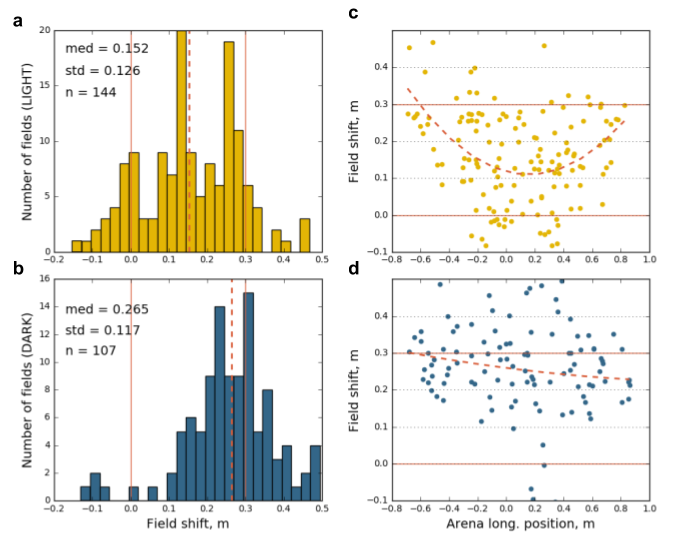 a
20
15
10
5
0
Number of fields (LIGHT)
med = 0.152
std = 0.126
n = 144
−0.2 −0.1 0.0 0.1 0.2 0.3 0.4 0.5
c
0.5
0.4
0.3
0.2
0.1
0.0
−0.1
Field shift, m
−0.8 −0.6 −0.4 −0.2 0.0 0.2 0.4 0.6 0.8 1.0
b
16
14
12
10
8
6
4
2
0
Number of fields (DARK)
med = 0.265
std = 0.117
n = 107
−0.2 −0.1 0.0 0.1 0.2 0.3 0.4 0.5
Field shift, m
d
0.5
0.4
0.3
0.2
0.1
0.0
−0.1
Field shift, m
−0.8 −0.6 −0.4 −0.2 0.0 0.2 0.4 0.6 0.8 1.0
Arena long. position, m